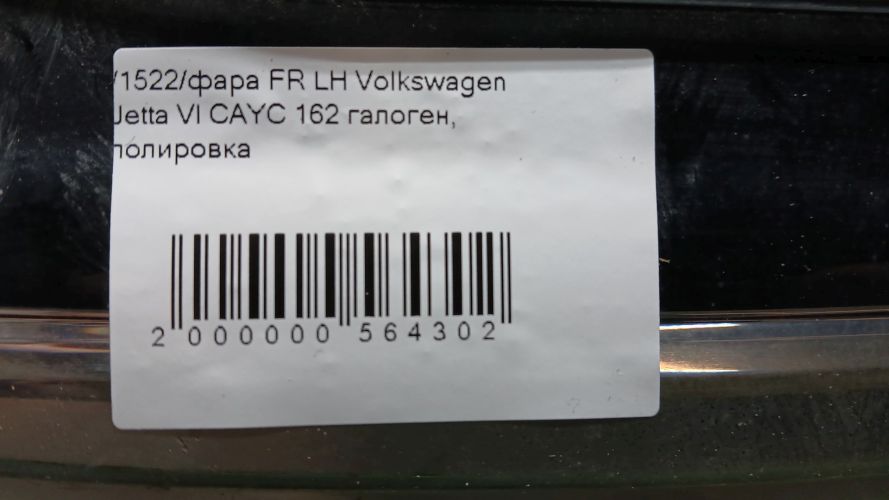 /1522/фара FR LH Volkswagen
Jetta VI CAYC 162 галоген,
полировка
2 000000 564302